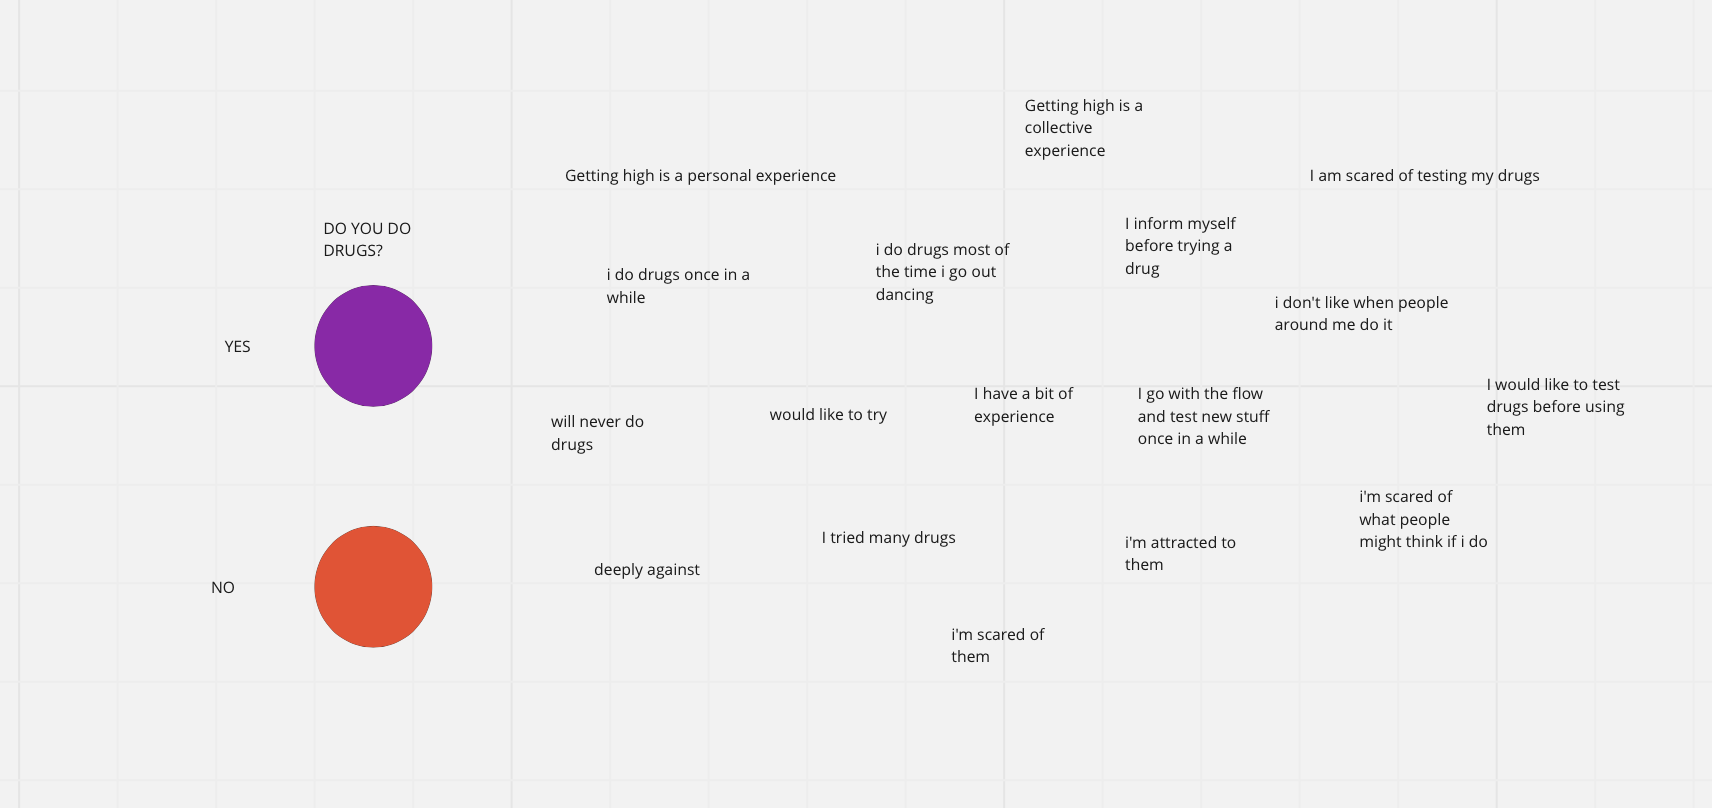 Getting high is a
collective
experience
Getting high is a personal experience
I am scared of testing my drugs
DO YOU DO
DRUGS?
I inform myself
before trying a
drug
i do drugs most of
the time i go out
dancing
i do drugs once in a
while
i don't like when people
around me do it
YES
I would like to test
drugs before using
them
I have a bit of
experience
I go with the flow
and test new stuff
once in a while
would like to try
will never do
drugs
i'm scared of
what people
might think if i do
I tried many drugs
i'm attracted to
them
deeply against
NO
i'm scared of
them